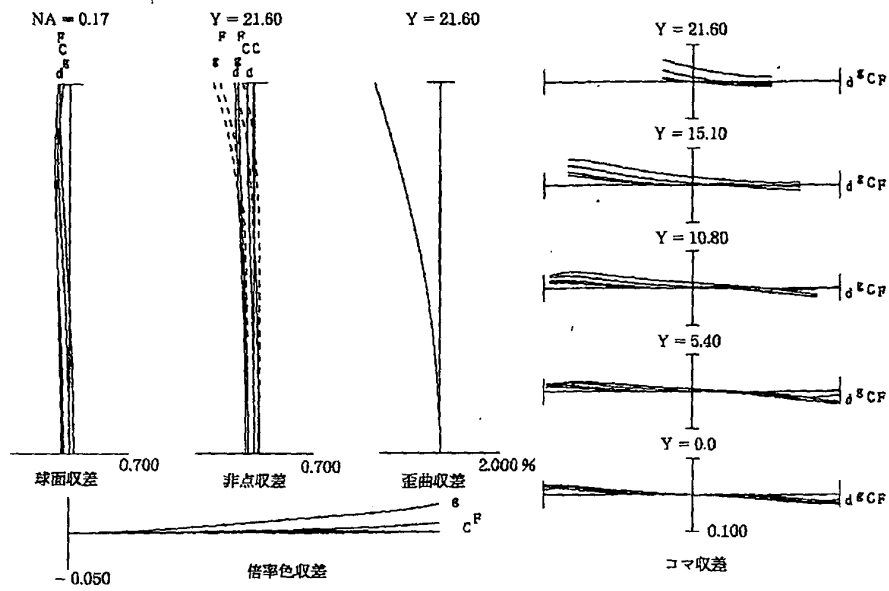 NA = 0.17
F
C
g
d
Y = 21.60
F F
C C
g g
d d
Y = 21.60
0.700
球面収差
0.700
非点収差
2.000 %
歪曲収差
g
F
C
- 0.050
倍率色収差
Y = 21.60
d g C F
Y = 15.10
d g C F
Y = 10.80
d g C F
Y = 5.40
d g C F
Y = 0.0
d g C F
0.100
コマ収差